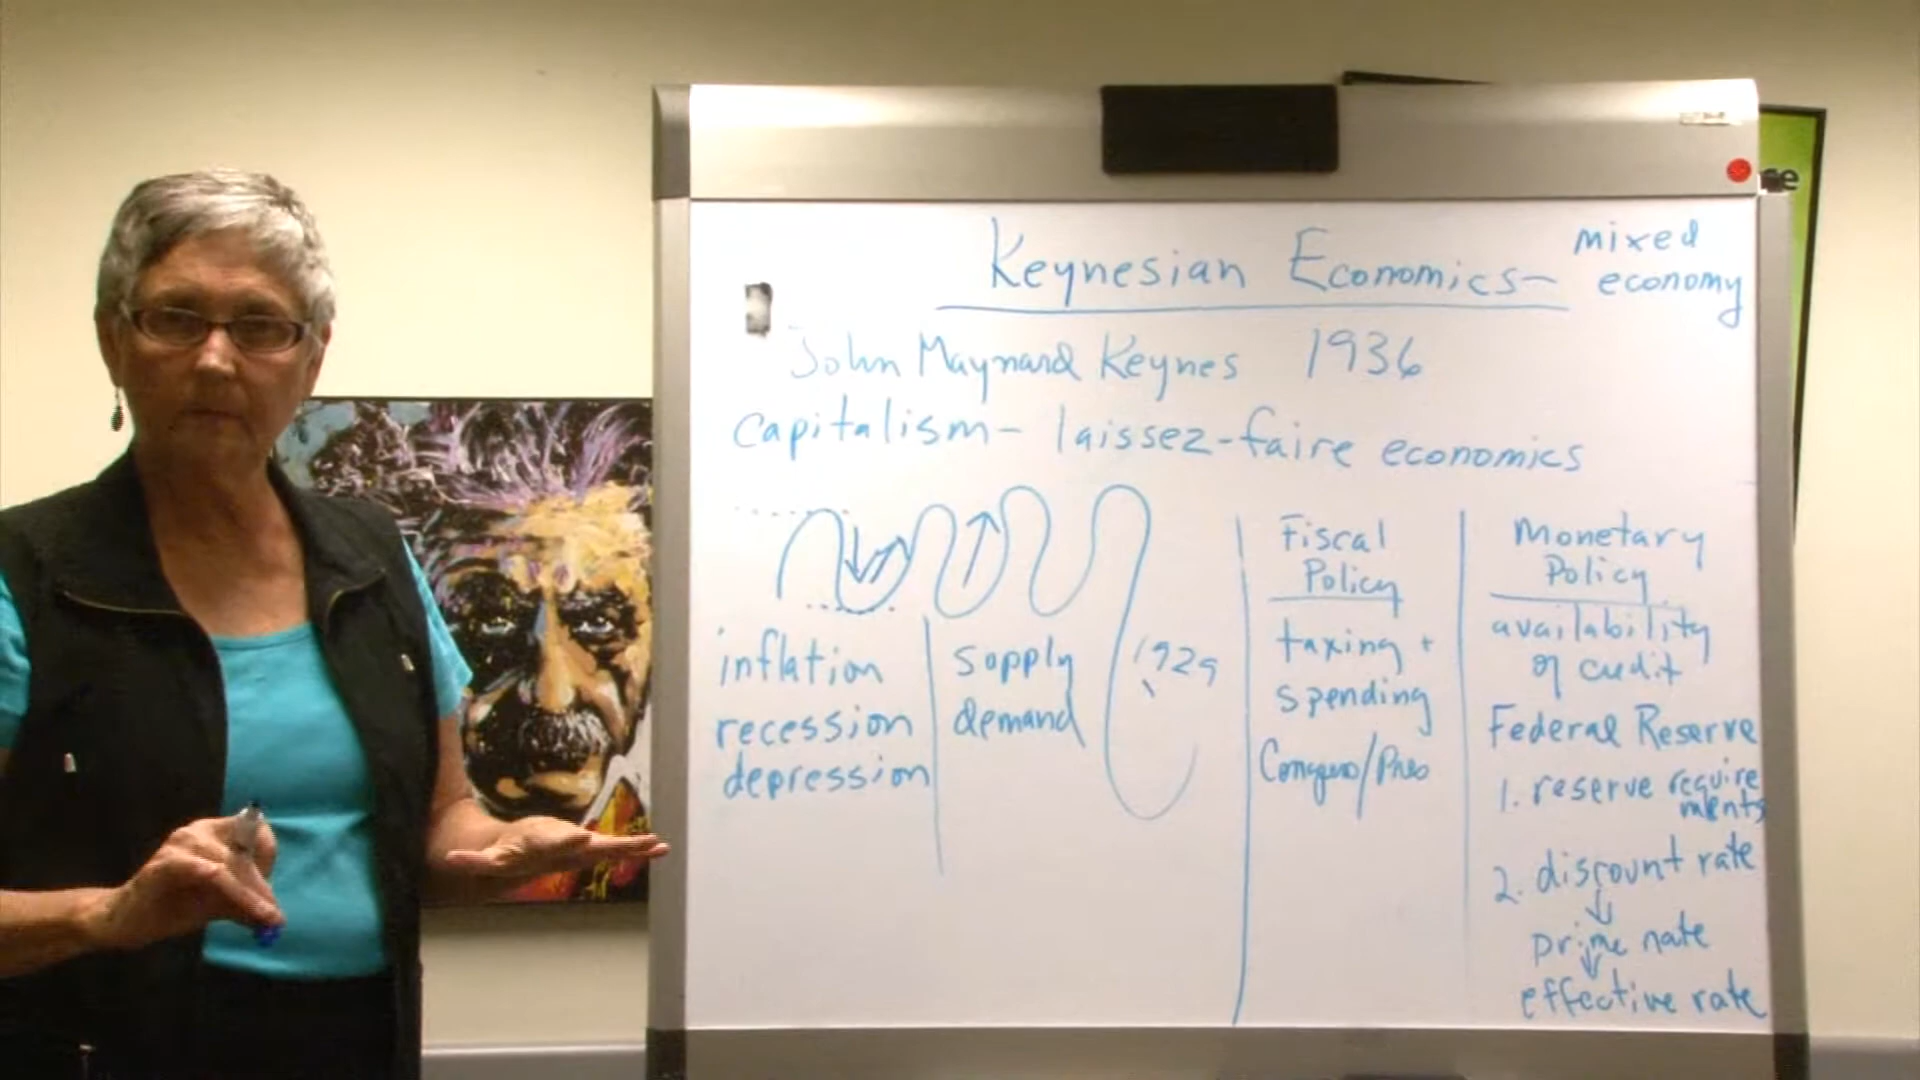 Keynesian Economics— mixed economy
John Maynard Keynes 1936
capitalism - laissez-faire economics
inflation
recession
depression
supply
demand
1929
Fiscal
Policy
taxing +
spending
Congress/Pres
Monetary
Policy
availability
of credit
Federal Reserve
1. reserve require
ments
2. discount rate
prime rate
effective rate